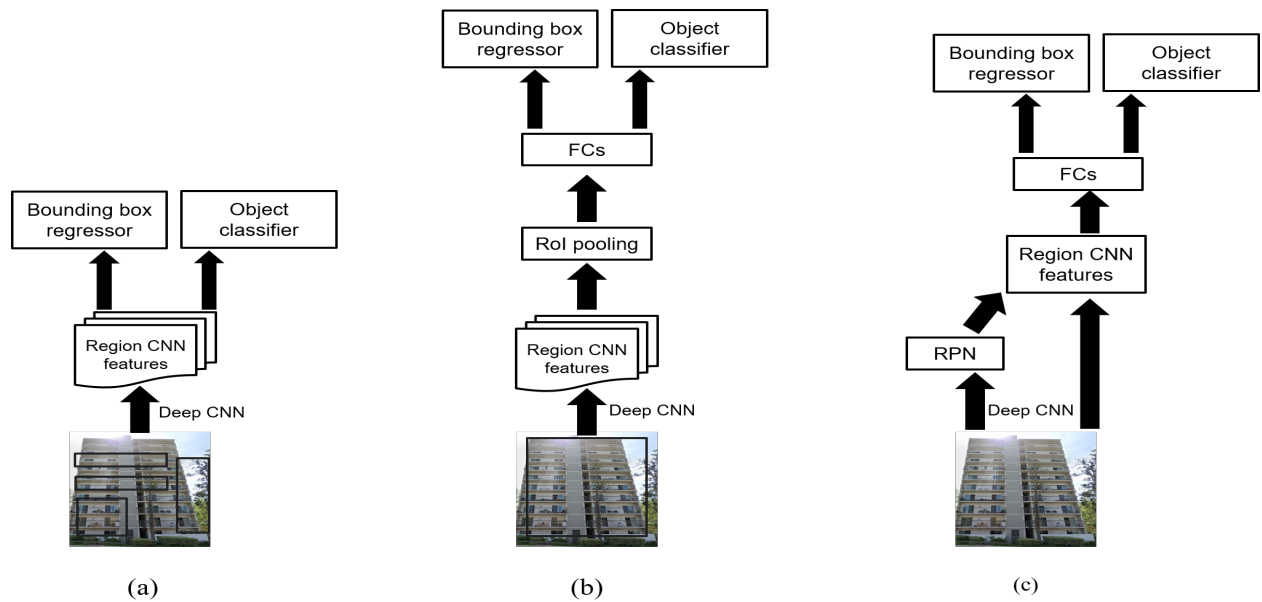 Bounding box
regressor
Object
classifier
Region CNN
features
Deep CNN
(a)
Bounding box
regressor
Object
classifier
FCs
RoI pooling
Region CNN
features
Deep CNN
(b)
Bounding box
regressor
Object
classifier
FCs
Region CNN
features
RPN
Deep CNN
(c)